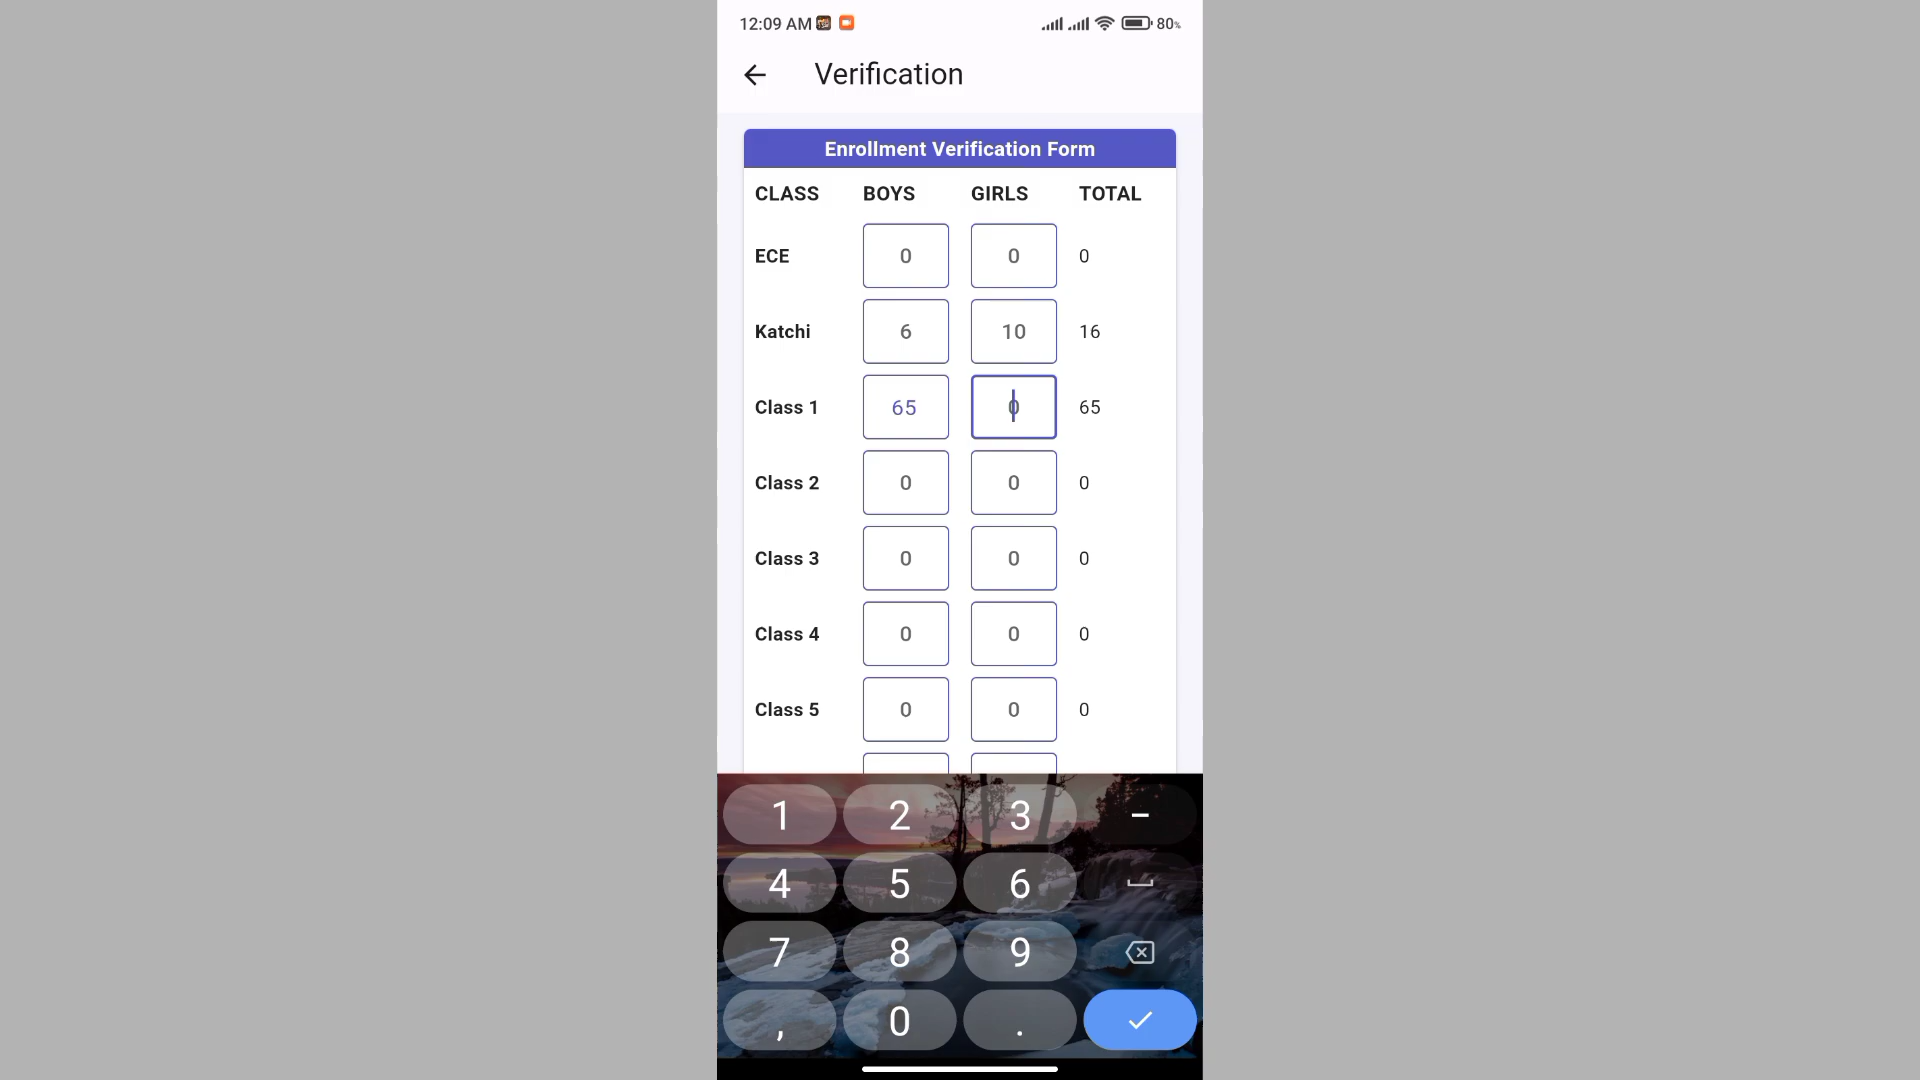 12:09 AM 80%
Verification
Enrollment Verification Form
CLASS BOYS GIRLS TOTAL
ECE 0 0 0
Katchi 6 10 16
Class 1 65 0 65
Class 2 0 0 0
Class 3 0 0 0
Class 4 0 0 0
Class 5 0 0 0
1 2 3 -
4 5 6
7 8 9
, 0 .